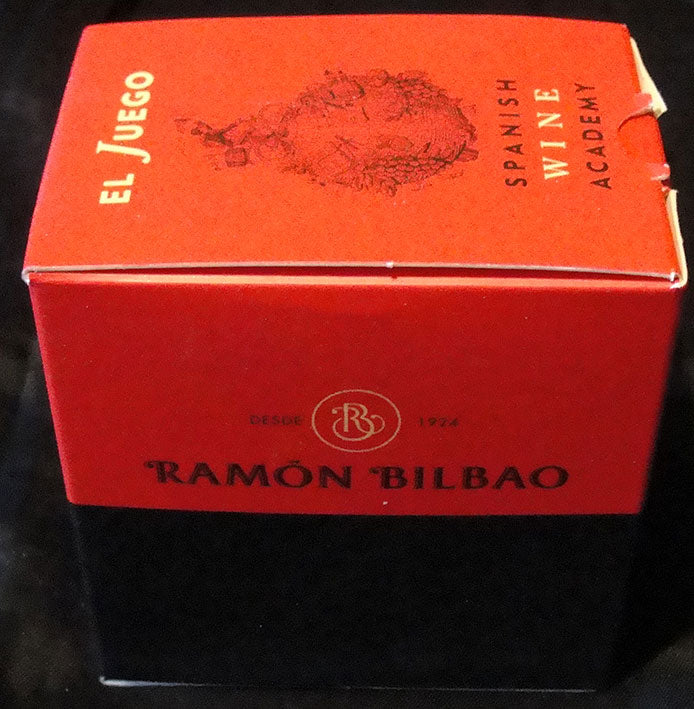 EL JUEGO
SPANISH
WINE
ACADEMY
DESDE RB 1924
RAMÓN BILBAO